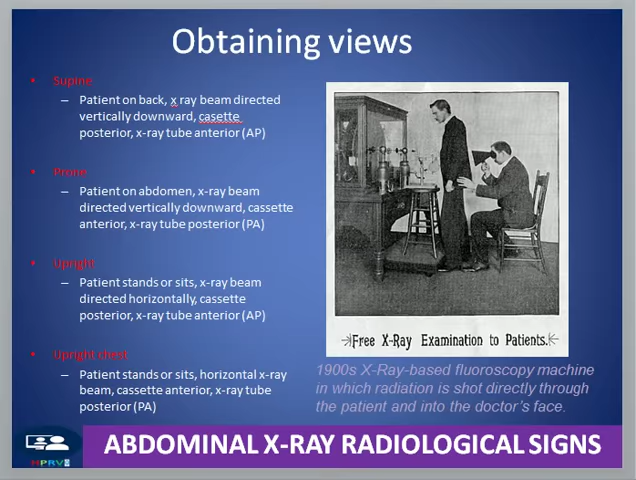 Obtaining views
• Supine
– Patient on back, x ray beam directed
vertically downward, casette
posterior, x-ray tube anterior (AP)
• Prone
– Patient on abdomen, x-ray beam
directed vertically downward, cassette
anterior, x-ray tube posterior (PA)
• Upright
– Patient stands or sits, x-ray beam
directed horizontally, cassette
posterior, x-ray tube anterior (AP)
• Upright chest
– Patient stands or sits, horizontal x-ray
beam, cassette anterior, x-ray tube
posterior (PA)
Free X-Ray Examination to Patients.
1900s X-Ray-based fluoroscopy machine
in which radiation is shot directly through
the patient and into the doctor's face.
ABDOMINAL X-RAY RADIOLOGICAL SIGNS